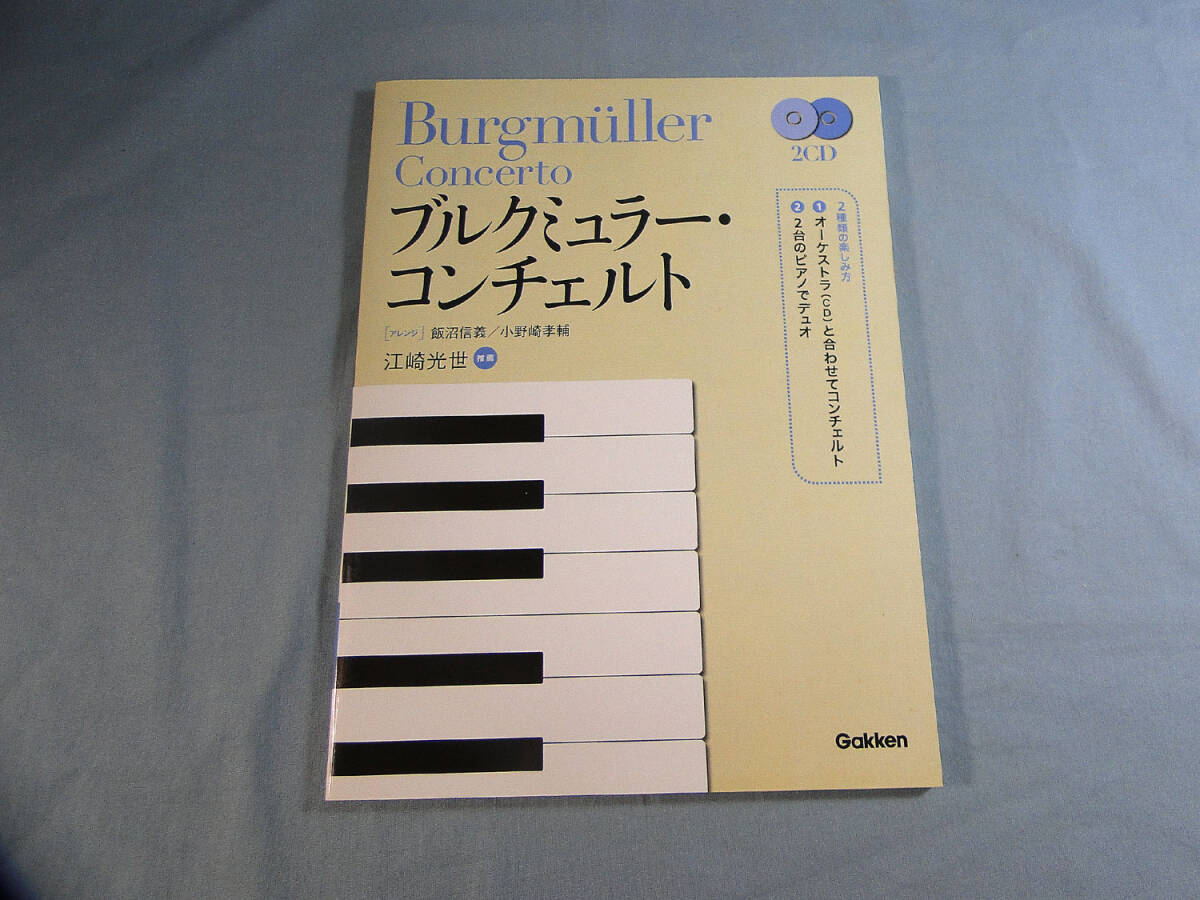 Burgmüller
Concerto
ブルクミュラー・
コンチェルト
[アレンジ] 飯沼信義/小野崎孝輔
江崎光世 推薦
2CD
2種類の楽しみ方
1 オーケストラ(CD)と合わせてコンチェルト
2 2台のピアノでデュオ
Gakken